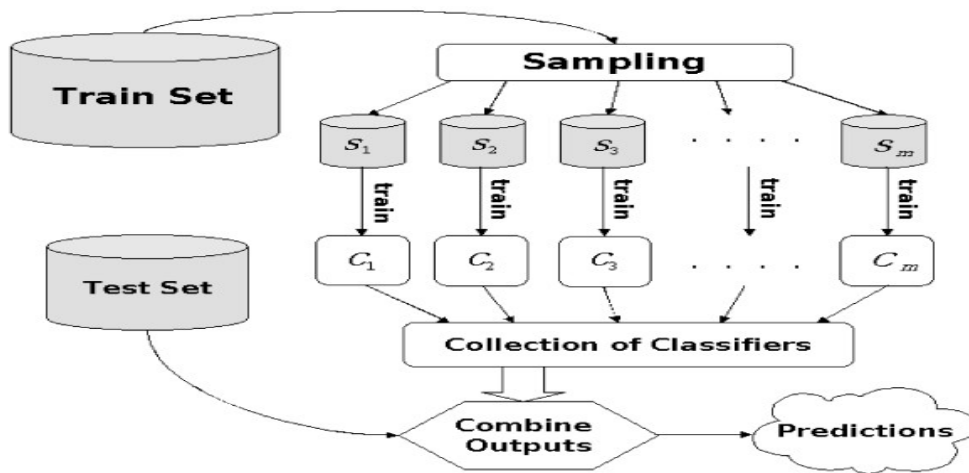 Train Set
Sampling
S1 S2 S3 . . . . Sm
train train train train train
Test Set
C1 C2 C3 . . . . Cm
Collection of Classifiers
Combine
Outputs
Predictions